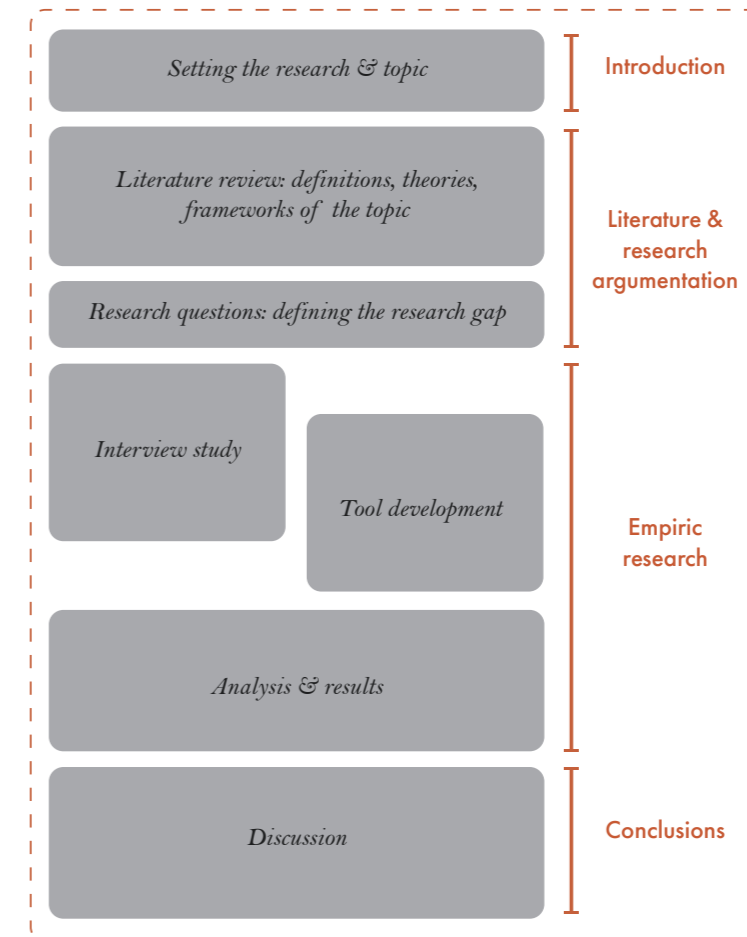 Setting the research & topic
Introduction
Literature review: definitions, theories,
frameworks of the topic
Literature &
research
argumentation
Research questions: defining the research gap
Interview study
Tool development
Empiric
research
Analysis & results
Discussion
Conclusions